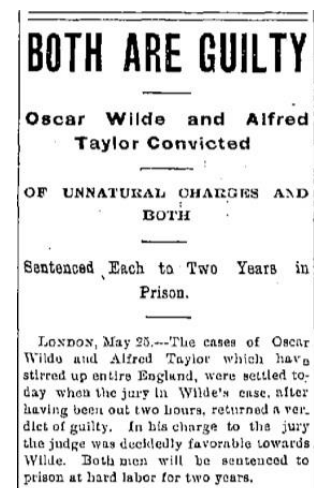 BOTH ARE GUILTY
Oscar Wilde and Alfred
Taylor Convicted
OF UNNATURAL CHARGES AND
BOTH
Sentenced Each to Two Years in
Prison.
LONDON, May 25.—The cases of Oscar
Wilde and Alfred Taylor which have
stirred up entire England, were settled to-
day when the jury in Wilde's case, after
having been out two hours, returned a ver-
dict of guilty. In his charge to the jury
the judge was deckledly favorable towards
Wilde. Both men will be sentenced to
prison at hard labor for two years.